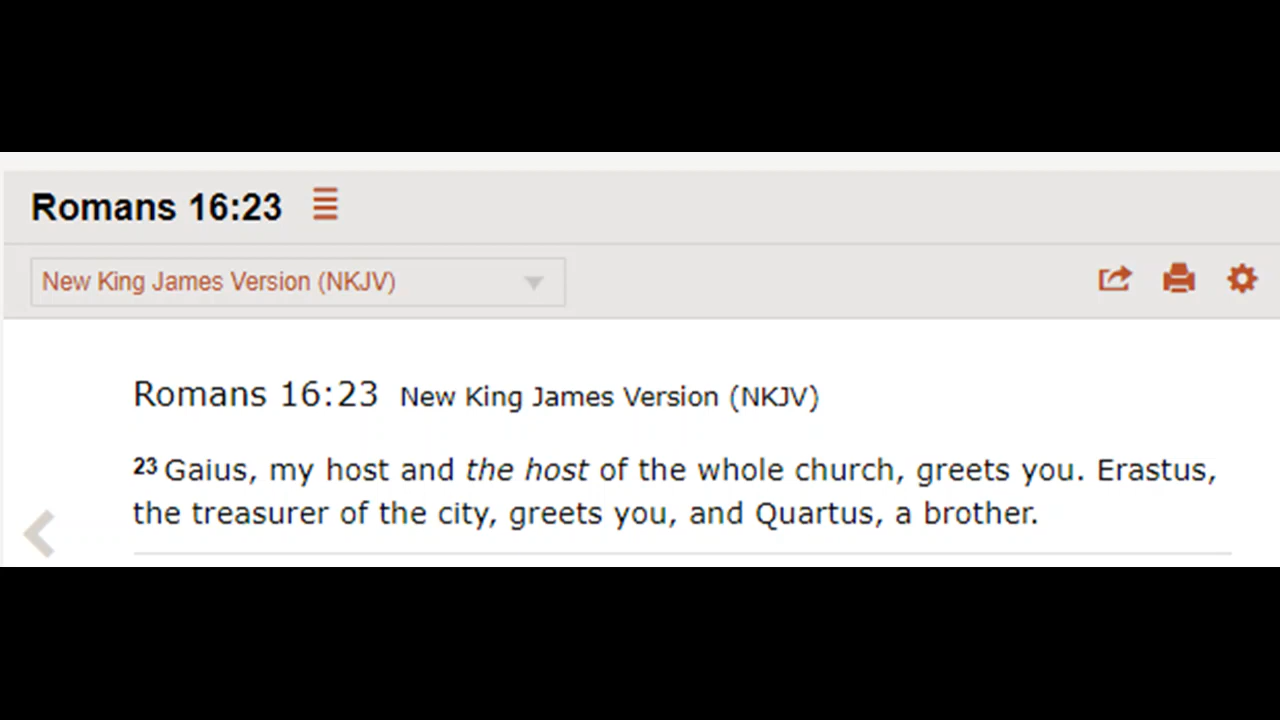 Romans 16:23
New King James Version (NKJV)
Romans 16:23 New King James Version (NKJV)
23 Gaius, my host and the host of the whole church, greets you. Erastus,
the treasurer of the city, greets you, and Quartus, a brother.